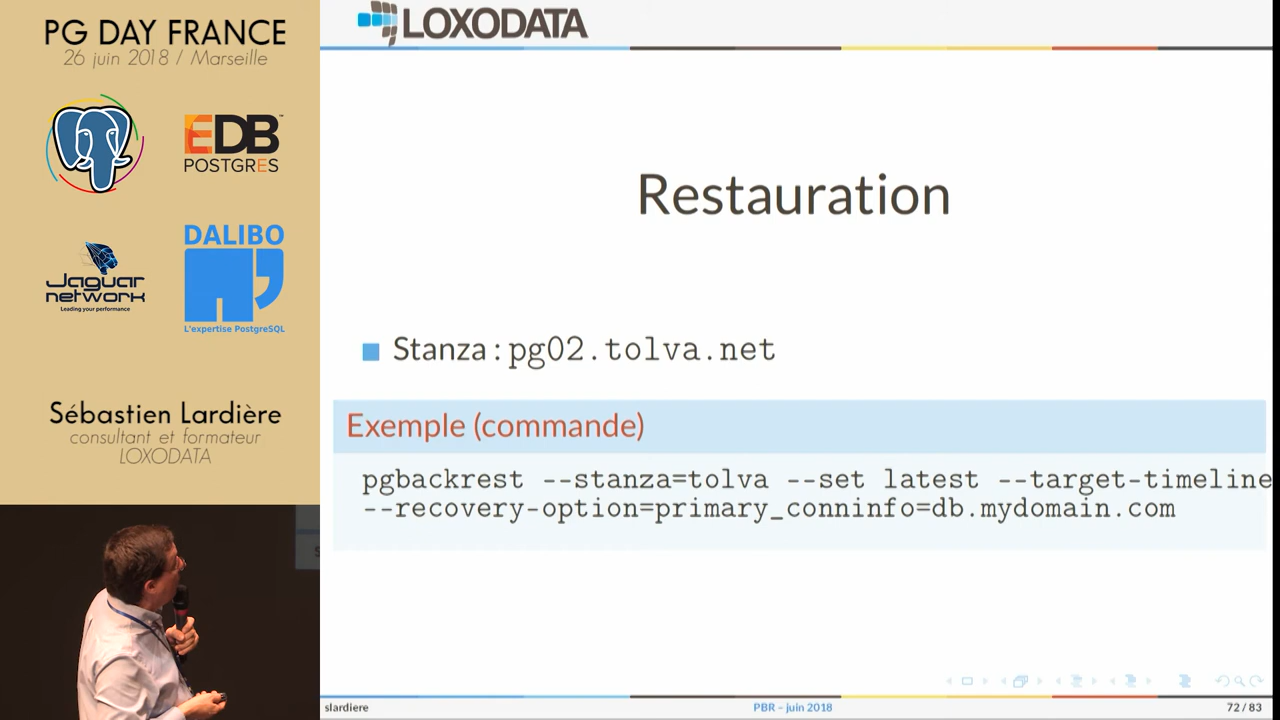 PG DAY FRANCE
26 juin 2018 / Marseille
EDB
POSTGRES
Jaguar
network
Leading your performance
DALIBO
L'expertise PostgreSQL
Sébastien Lardière
consultant et formateur
LOXODATA
LOXODATA
Restauration
Stanza : pg02.tolva.net
Exemple (commande)
pgbackrest --stanza=tolva --set latest --target-timeline
--recovery-option=primary_conninfo=db.mydomain.com
slardiere
PBR – juin 2018
72 / 83